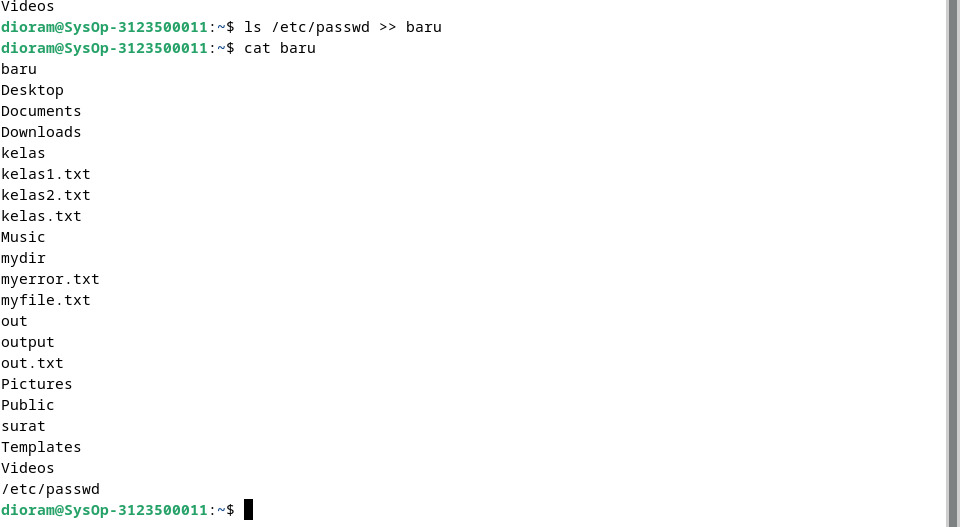 Videos
dioram@SysOp-3123500011:~$ ls /etc/passwd >> baru
dioram@SysOp-3123500011:~$ cat baru
baru
Desktop
Documents
Downloads
kelas
kelas1.txt
kelas2.txt
kelas.txt
Music
mydir
myerror.txt
myfile.txt
out
output
out.txt
Pictures
Public
surat
Templates
Videos
/etc/passwd
dioram@SysOp-3123500011:~$